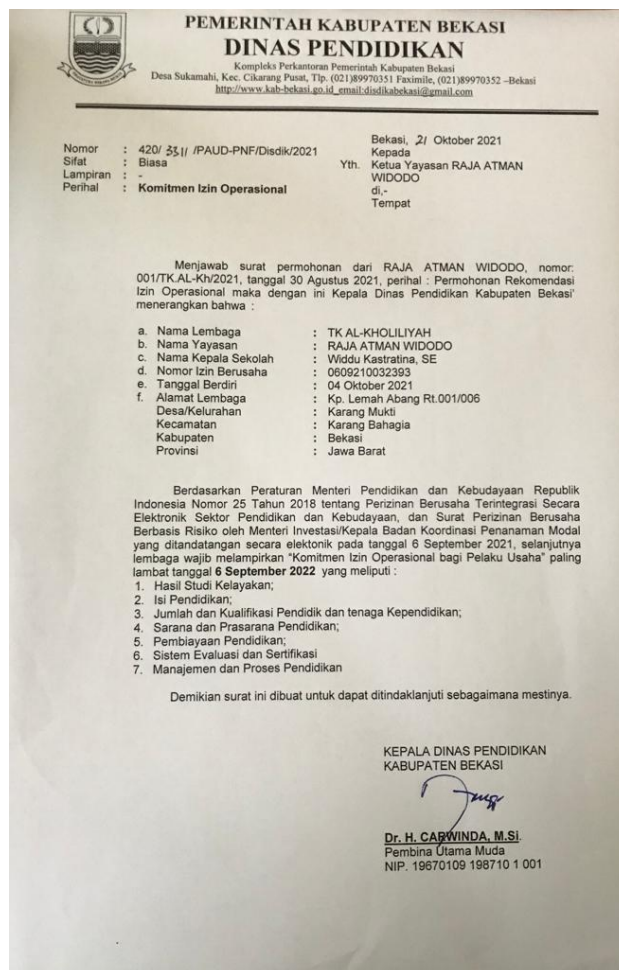 PEMERINTAH KABUPATEN BEKASI
DINAS PENDIDIKAN
Kompleks Perkantoran Pemerintah Kabupaten Bekasi
Desa Sukamahi, Kec. Cikarang Pusat, Tlp. (021)89970351 Faximile, (021)89970352 –Bekasi
http://www.kab-bekasi.go.id email:disdikabekasi@gmail.com
Bekasi, 21 Oktober 2021
Nomor : 420/ 3311 /PAUD-PNF/Disdik/2021
Kepada
Sifat : Biasa
Yth. Ketua Yayasan RAJA ATMAN
Lampiran : -
WIDODO
Perihal : Komitmen Izin Operasional
di,-
Tempat
Menjawab surat permohonan dari RAJA ATMAN WIDODO, nomor:
001/TK.AL-Kh/2021, tanggal 30 Agustus 2021, perihal : Permohonan Rekomendasi
Izin Operasional maka dengan ini Kepala Dinas Pendidikan Kabupaten Bekasi'
menerangkan bahwa :
a. Nama Lembaga : TK AL-KHOLILIYAH
b. Nama Yayasan : RAJA ATMAN WIDODO
c. Nama Kepala Sekolah : Widdu Kastratina, SE
d. Nomor Izin Berusaha : 0609210032393
e. Tanggal Berdiri : 04 Oktober 2021
f. Alamat Lembaga : Kp. Lemah Abang Rt.001/006
Desa/Kelurahan : Karang Mukti
Kecamatan : Karang Bahagia
Kabupaten : Bekasi
Provinsi : Jawa Barat
Berdasarkan Peraturan Menteri Pendidikan dan Kebudayaan Republik
Indonesia Nomor 25 Tahun 2018 tentang Perizinan Berusaha Terintegrasi Secara
Elektronik Sektor Pendidikan dan Kebudayaan, dan Surat Perizinan Berusaha
Berbasis Risiko oleh Menteri Investasi/Kepala Badan Koordinasi Penanaman Modal
yang ditandatangan secara elektonik pada tanggal 6 September 2021, selanjutnya
lembaga wajib melampirkan "Komitmen Izin Operasional bagi Pelaku Usaha" paling
lambat tanggal 6 September 2022 yang meliputi :
1. Hasil Studi Kelayakan;
2. Isi Pendidikan;
3. Jumlah dan Kualifikasi Pendidik dan tenaga Kependidikan;
4. Sarana dan Prasarana Pendidikan;
5. Pembiayaan Pendidikan;
6. Sistem Evaluasi dan Sertifikasi
7. Manajemen dan Proses Pendidikan
Demikian surat ini dibuat untuk dapat ditindaklanjuti sebagaimana mestinya.
KEPALA DINAS PENDIDIKAN
KABUPATEN BEKASI
Dr. H. CARWINDA, M.Si.
Pembina Utama Muda
NIP. 19670109 198710 1 001